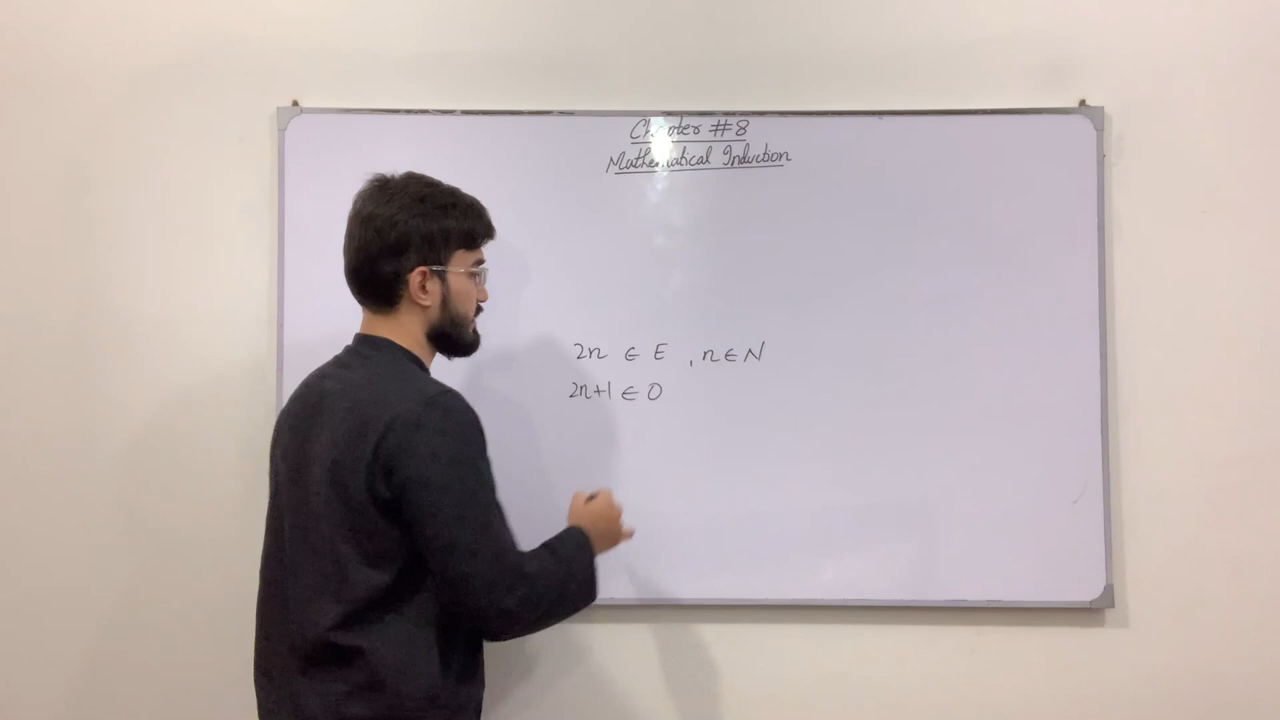 Chapter #8
Mathematical Induction
2n ∈ E , n ∈ N
2n+1 ∈ O